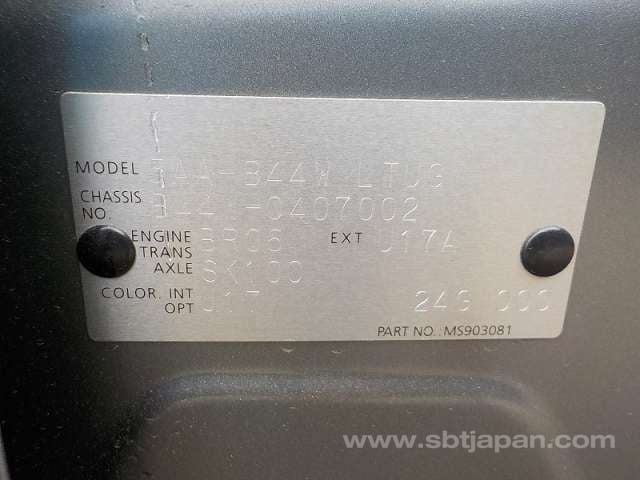 MODEL 5AA-B44W LTUG
CHASSIS NO. B44W-0407002
ENGINE BR06 EXT U17A
TRANS AXLE SX100
COLOR. INT U17
OPT 24G 000
PART NO.:MS903081
www.sbtjapan.com